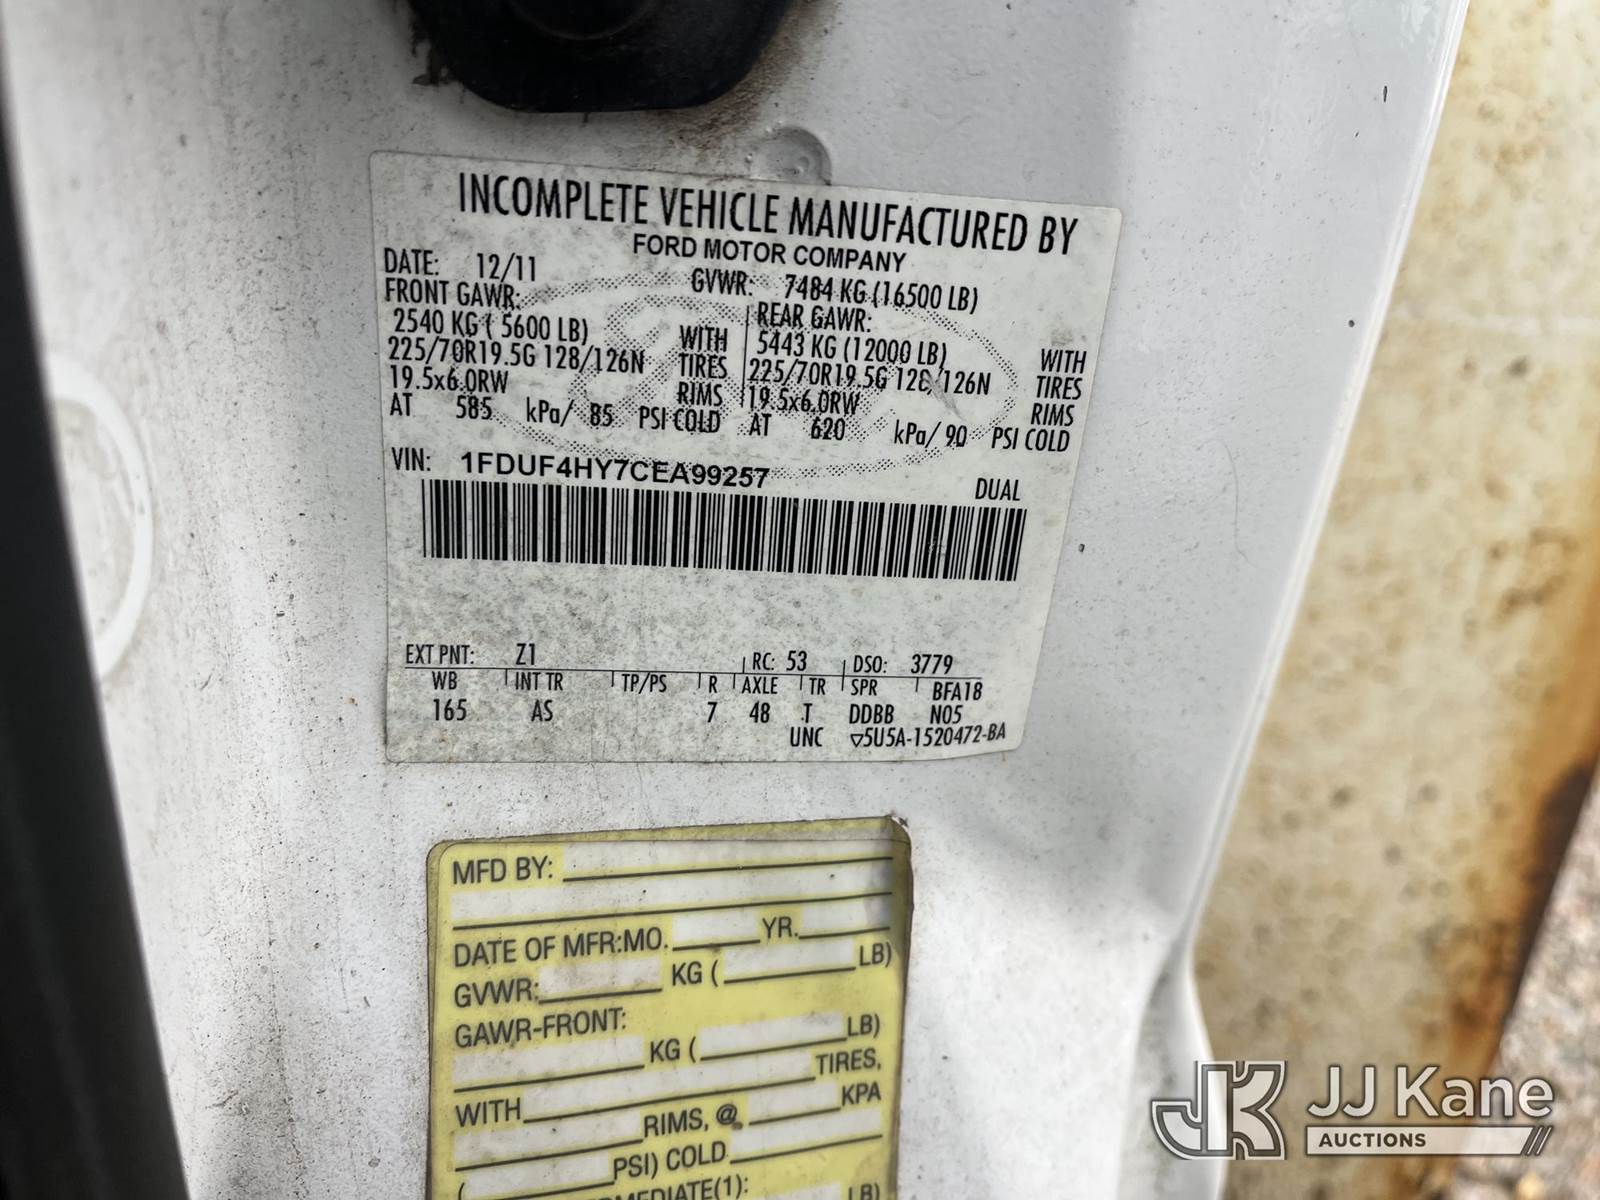 INCOMPLETE VEHICLE MANUFACTURED BY
FORD MOTOR COMPANY
DATE: 12/11 GVWR: 7484 KG (16500 LB)
FRONT GAWR: REAR GAWR:
2540 KG ( 5600 LB) WITH 5443 KG (12000 LB) WITH
225/70R19.5G 128/126N TIRES 225/70R19.5G 128/126N TIRES
19.5x6.0RW RIMS 19.5x6.0RW RIMS
AT 585 kPa/ 85 PSI COLD AT 620 kPa/ 90 PSI COLD
VIN: 1FDUF4HY7CEA99257
DUAL
EXT PNT: Z1 RC: 53 DSO: 3779
WB INT TR TP/PS R AXLE TR SPR BFA18
165 AS 7 48 T DDBB N05
UNC ▽5U5A-1520472-BA
MFD BY:
DATE OF MFR:MO. YR.
GVWR: KG ( LB)
GAWR-FRONT:
KG ( LB)
TIRES,
WITH RIMS, @ KPA
( PSI) COLD
MEDIATE(1):
LB)
JK JJ Kane
AUCTIONS